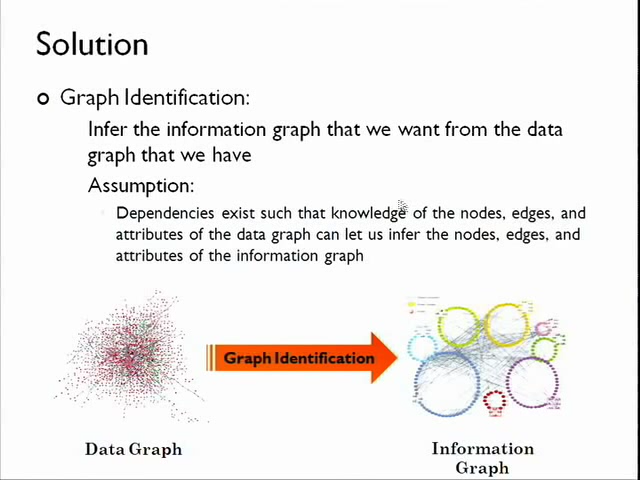 Solution
Graph Identification:
Infer the information graph that we want from the data
graph that we have
Assumption:
Dependencies exist such that knowledge of the nodes, edges, and
attributes of the data graph can let us infer the nodes, edges, and
attributes of the information graph
Graph Identification
Data Graph
Information
Graph